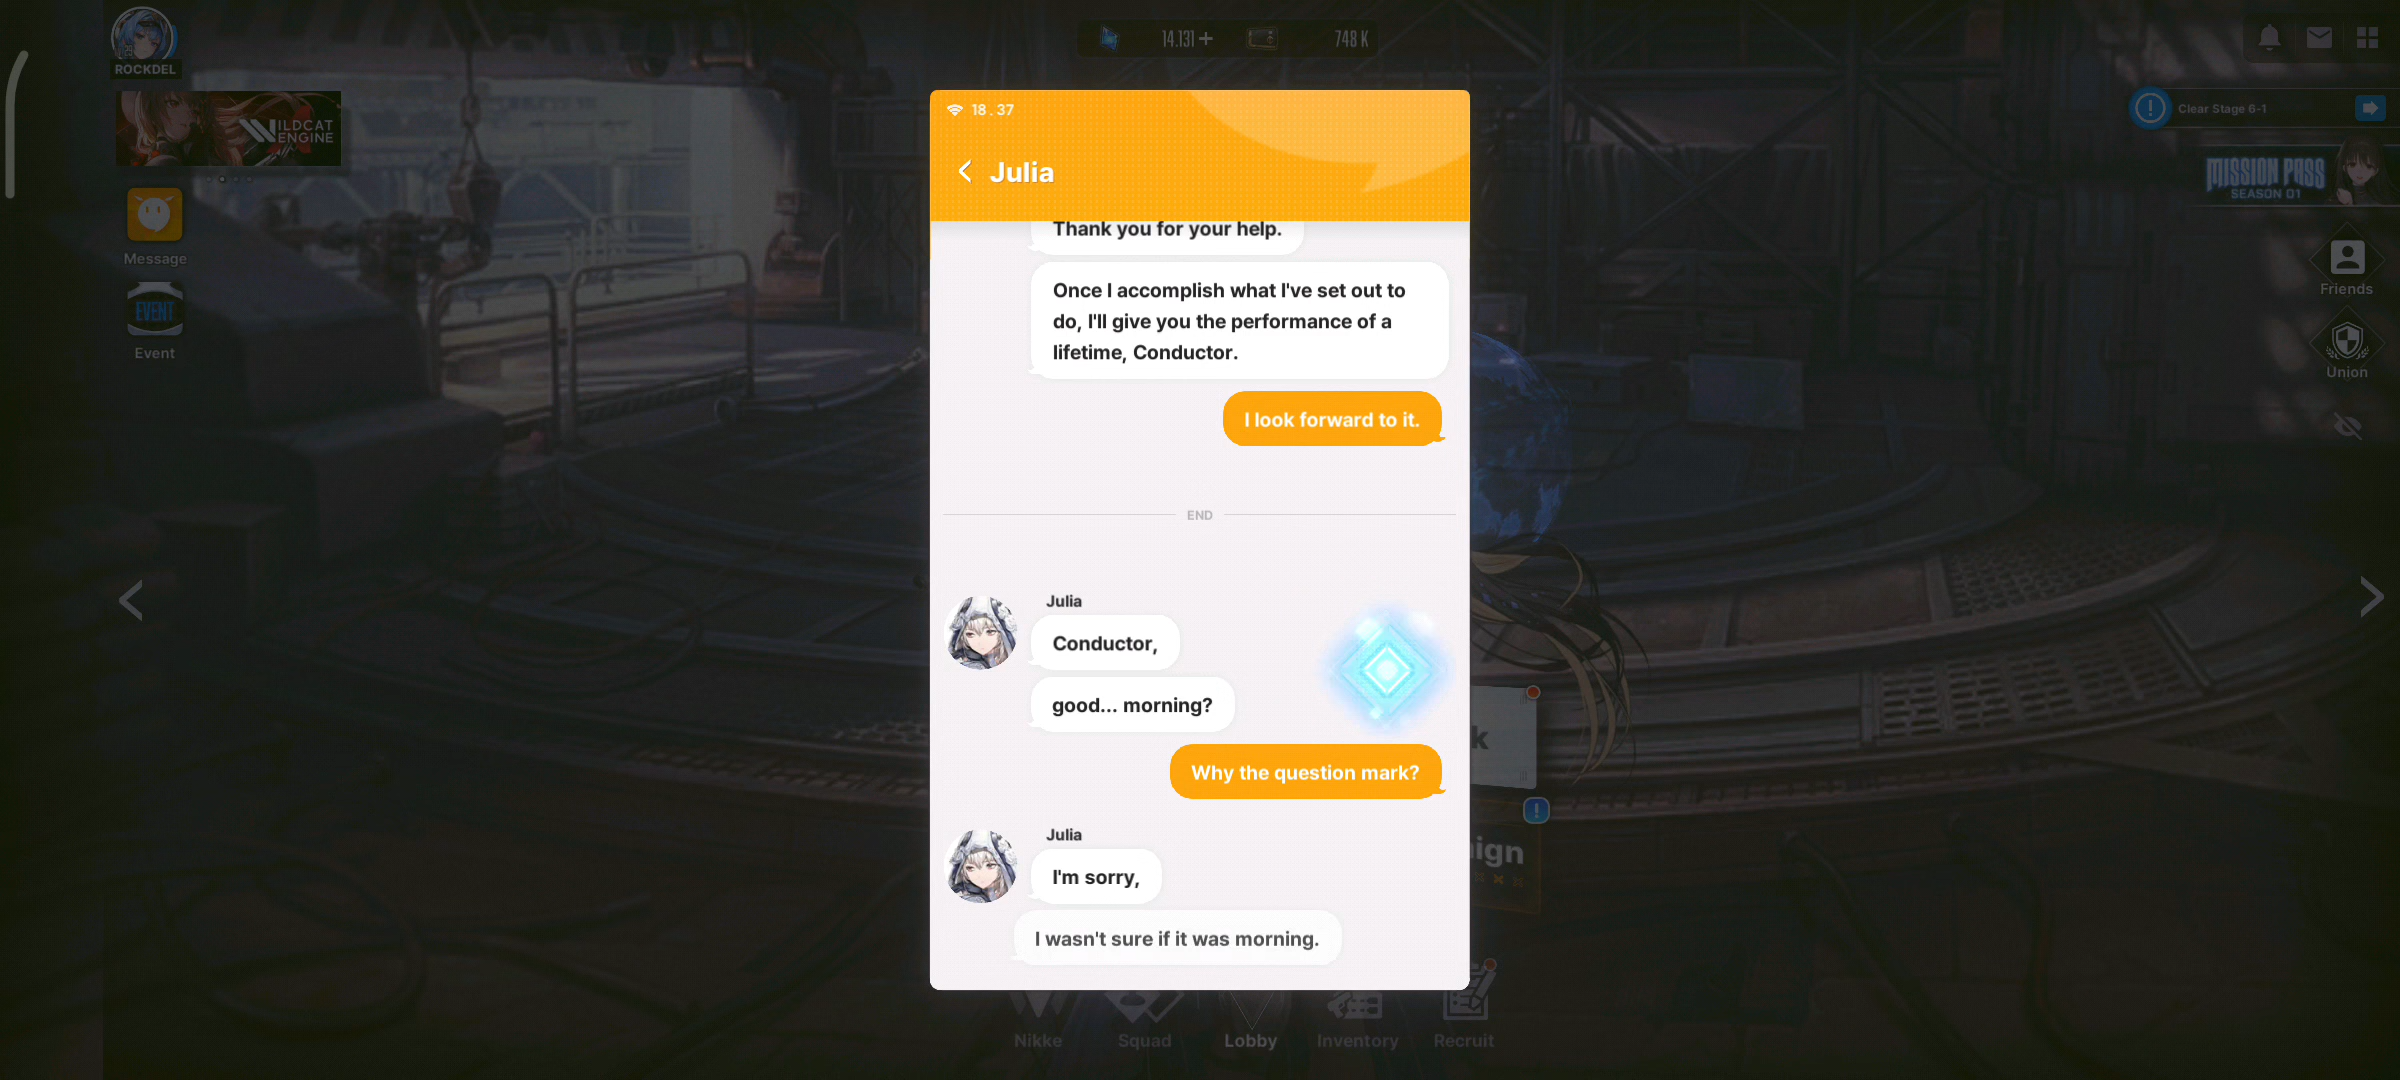 ROCKDEL
14.131
748 K
WILDCAT
ENGINE
Message
EVENT
Event
Clear Stage 6-1
MISSION PASS
SEASON 01
Friends
Union
18.37
Julia
Thank you for your help.
Once I accomplish what I've set out to
do, I'll give you the performance of a
lifetime, Conductor.
I look forward to it.
END
Julia
Conductor,
good... morning?
Why the question mark?
Julia
I'm sorry,
I wasn't sure if it was morning.
k
ign
Nikke
Squad
Lobby
Inventory
Recruit